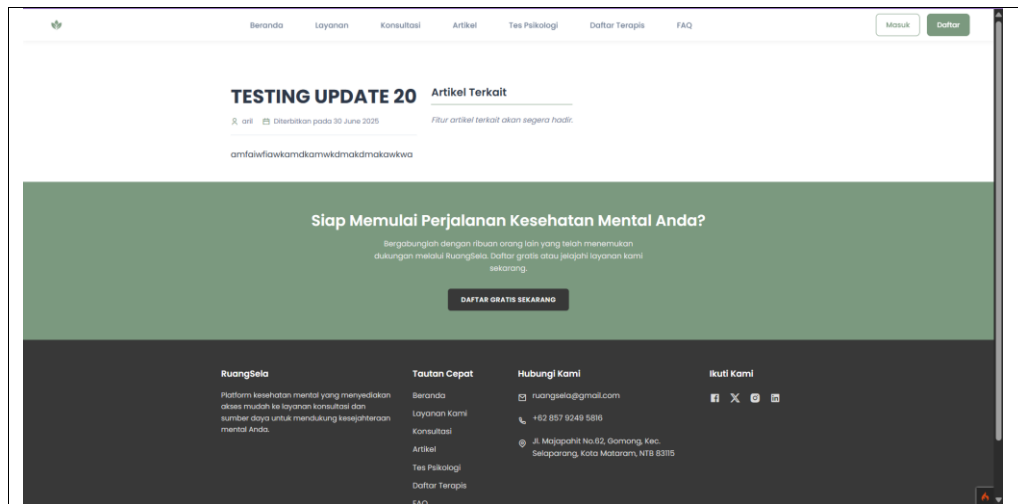 Beranda
Layanan
Konsultasi
Artikel
Tes Psikologi
Daftar Terapis
FAQ
Masuk
Daftar
TESTING UPDATE 20
aril Diterbitkan pada 30 June 2025
amfaiwfiawkamdkamwkdmakdmakawkwa
Artikel Terkait
Fitur artikel terkait akan segera hadir.
Siap Memulai Perjalanan Kesehatan Mental Anda?
Bergabunglah dengan ribuan orang lain yang telah menemukan
dukungan melalui RuangSela. Daftar gratis atau jelajahi layanan kami
sekarang.
DAFTAR GRATIS SEKARANG
RuangSela
Platform kesehatan mental yang menyediakan
akses mudah ke layanan konsultasi dan
sumber daya untuk mendukung kesejahteraan
mental Anda.
Tautan Cepat
Beranda
Layanan Kami
Konsultasi
Artikel
Tes Psikologi
Daftar Terapis
FAQ
Hubungi Kami
ruangsela@gmail.com
+62 857 9249 5816
Jl. Majapahit No.62, Gomong, Kec.
Selaparang, Kota Mataram, NTB 83115
Ikuti Kami